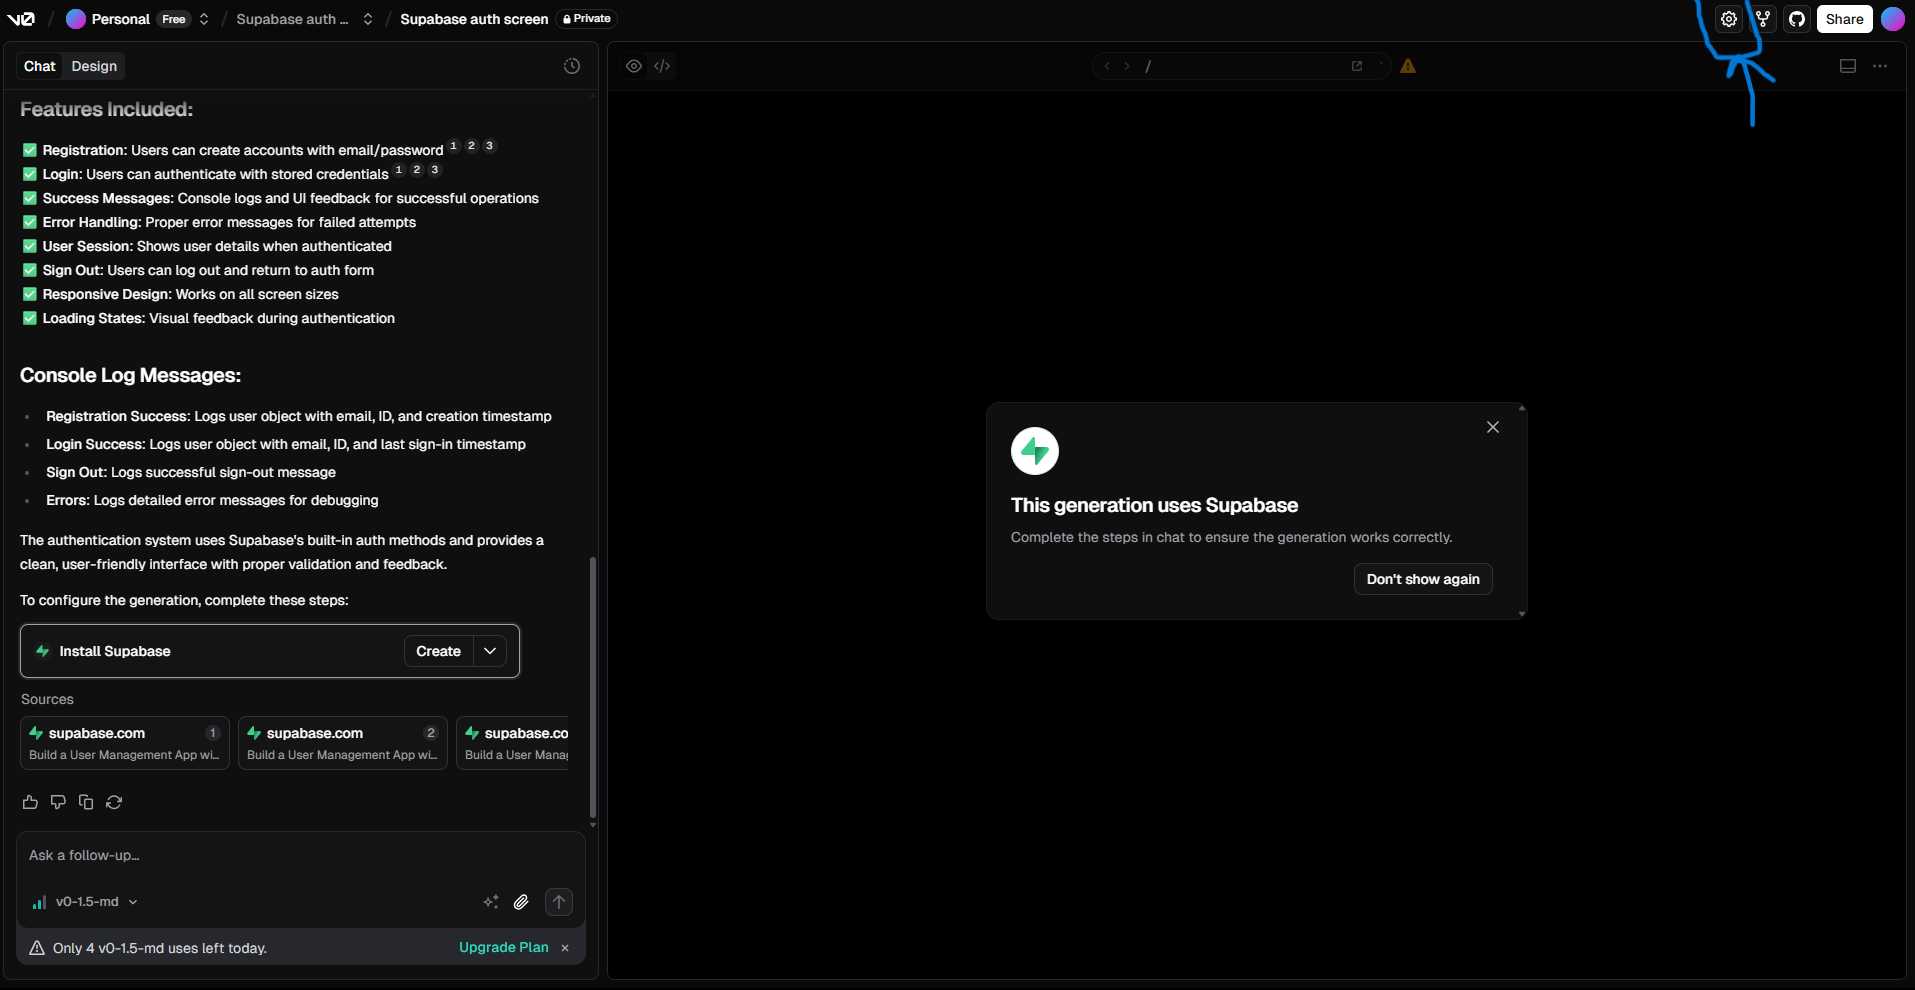 v0 / Personal Free / Supabase auth ... / Supabase auth screen Private
Share
Chat Design
/
Features Included:
✅ Registration: Users can create accounts with email/password 1 2 3
✅ Login: Users can authenticate with stored credentials 1 2 3
✅ Success Messages: Console logs and UI feedback for successful operations
✅ Error Handling: Proper error messages for failed attempts
✅ User Session: Shows user details when authenticated
✅ Sign Out: Users can log out and return to auth form
✅ Responsive Design: Works on all screen sizes
✅ Loading States: Visual feedback during authentication
Console Log Messages:
• Registration Success: Logs user object with email, ID, and creation timestamp
• Login Success: Logs user object with email, ID, and last sign-in timestamp
• Sign Out: Logs successful sign-out message
• Errors: Logs detailed error messages for debugging
The authentication system uses Supabase's built-in auth methods and provides a
clean, user-friendly interface with proper validation and feedback.
To configure the generation, complete these steps:
Install Supabase Create
Sources
supabase.com 1 supabase.com 2 supabase.co
Build a User Management App wi... Build a User Management App wi... Build a User Manag
Ask a follow-up...
v0-1.5-md
Only 4 v0-1.5-md uses left today. Upgrade Plan ×
This generation uses Supabase
Complete the steps in chat to ensure the generation works correctly.
Don't show again